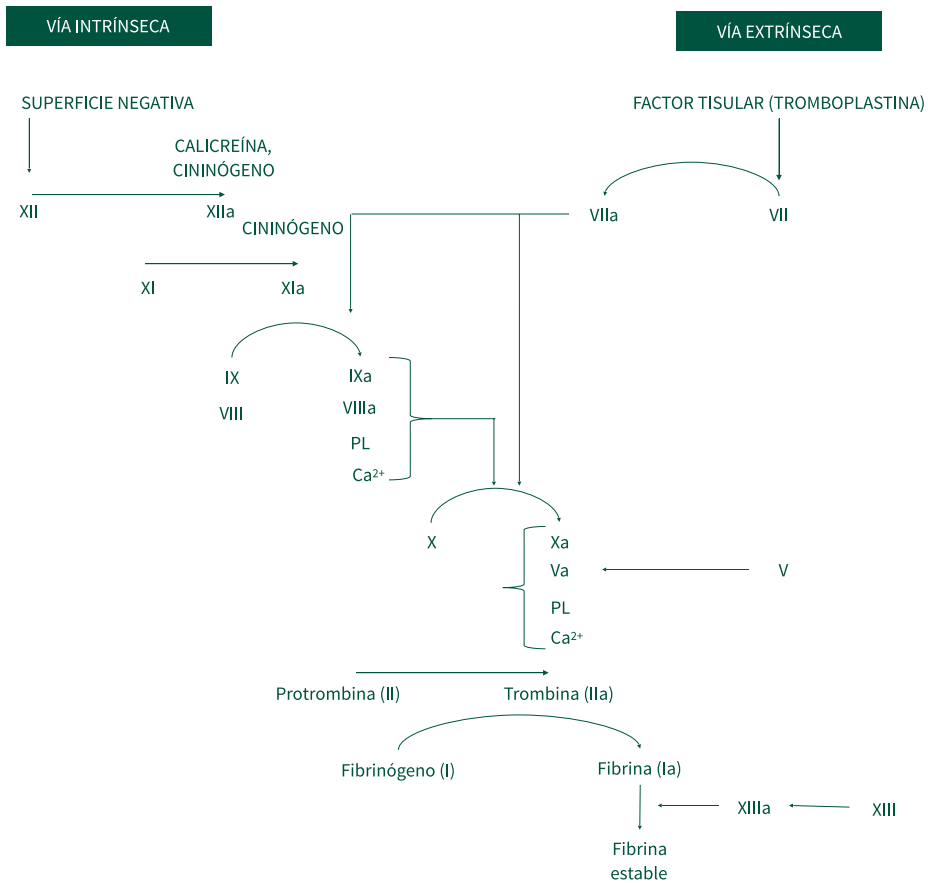 VÍA INTRÍNSECA
VÍA EXTRÍNSECA
SUPERFICIE NEGATIVA
FACTOR TISULAR (TROMBOPLASTINA)
CALICREÍNA,
CININÓGENO
XII
XIIa
VIIa
VII
CININÓGENO
XI
XIa
IX
IXa
VIII
VIIIa
PL
Ca²⁺
X
Xa
Va
V
PL
Ca²⁺
Protrombina (II)
Trombina (IIa)
Fibrinógeno (I)
Fibrina (Ia)
XIIIa
XIII
Fibrina
estable